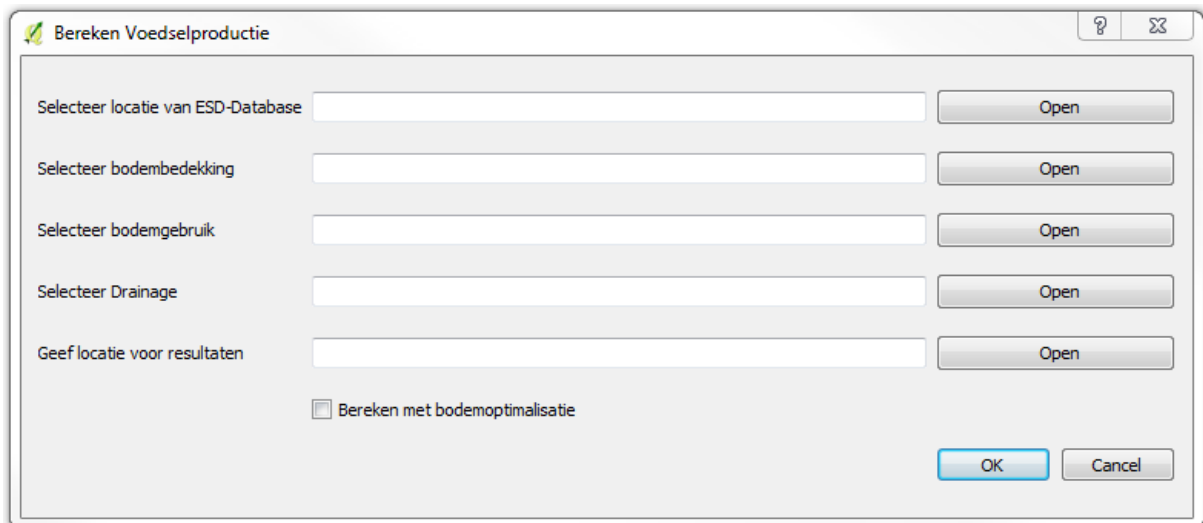 Bereken Voedselproductie
?
Selecteer locatie van ESD-Database Open
Selecteer bodembedekking Open
Selecteer bodemgebruik Open
Selecteer Drainage Open
Geef locatie voor resultaten Open
Bereken met bodemoptimalisatie
OK Cancel